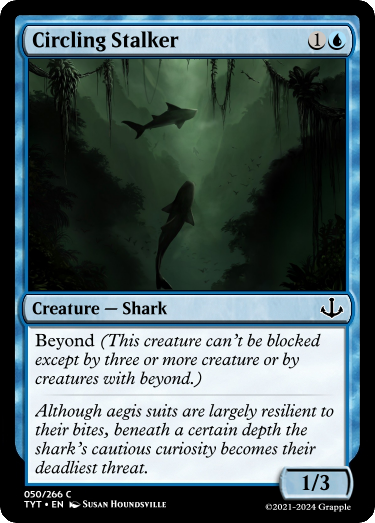 Circling Stalker
1
Creature — Shark
Beyond (This creature can't be blocked
except by three or more creature or by
creatures with beyond.)
Although aegis suits are largely resilient to
their bites, beneath a certain depth the
shark's cautious curiosity becomes their
deadliest threat.
1/3
050/266 C
TYT • EN Susan Houndsville
©2021-2024 Grapple